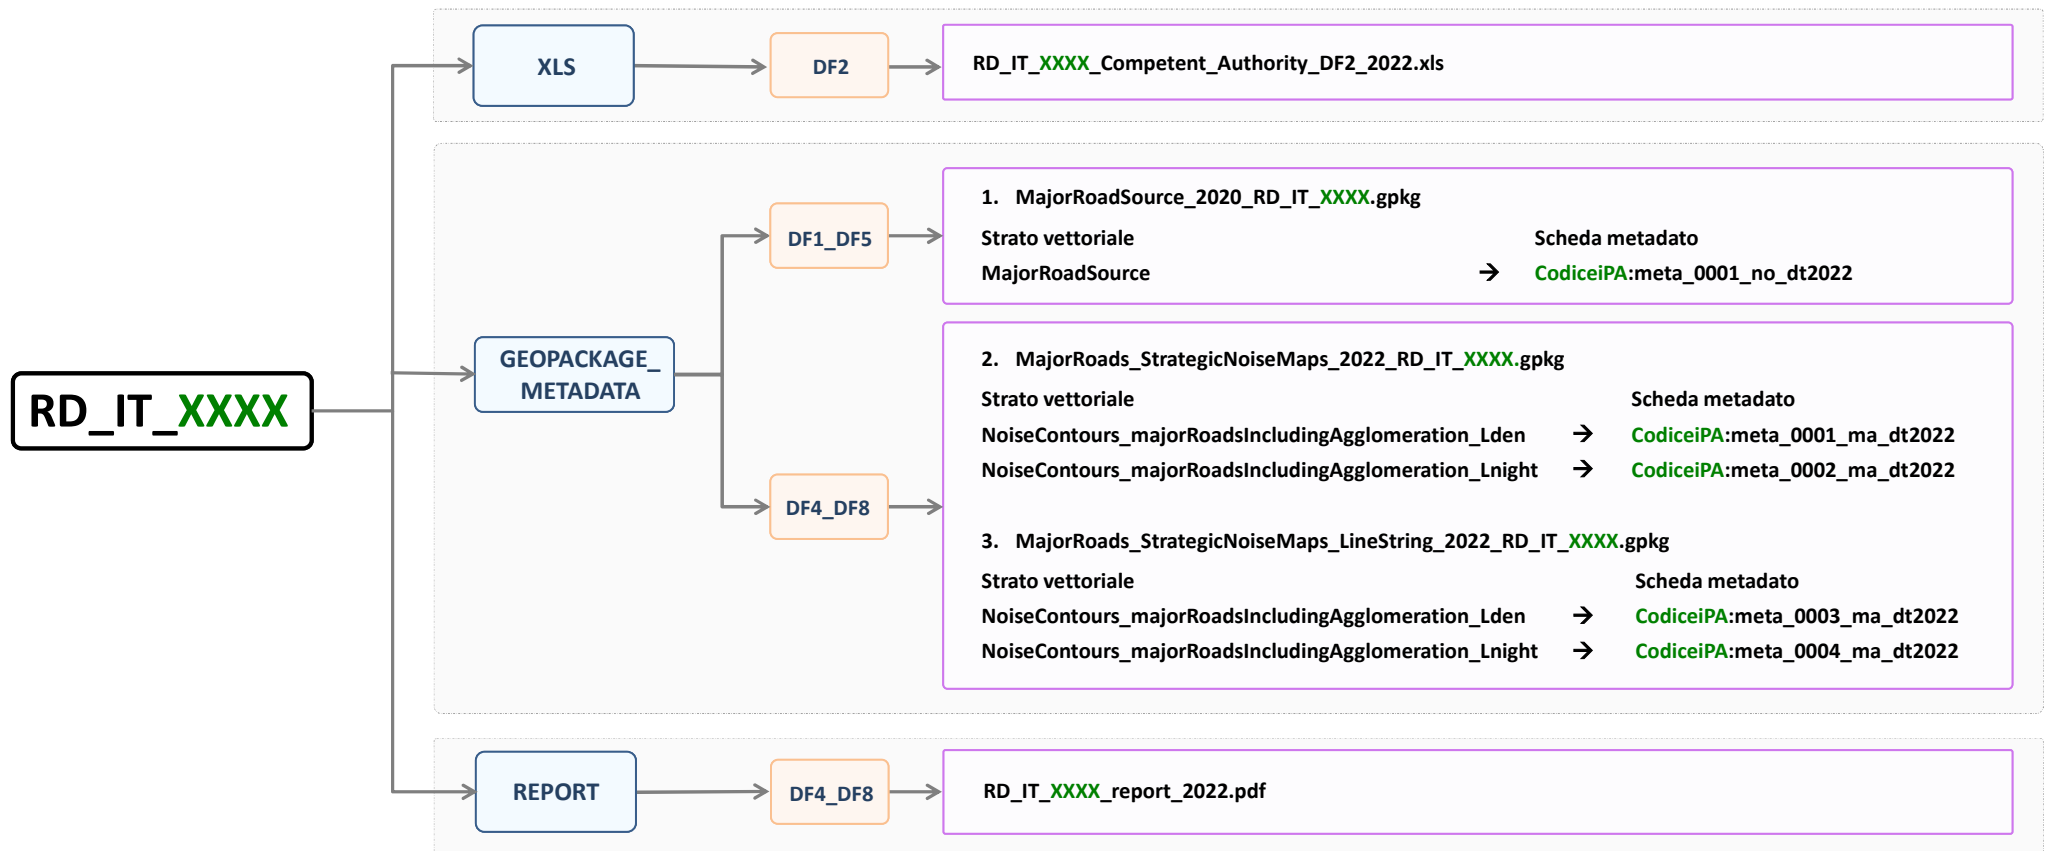 XLS
DF2
RD_IT_XXXX_Competent_Authority_DF2_2022.xls
1. MajorRoadSource_2020_RD_IT_XXXX.gpkg
DF1_DF5
Strato vettoriale Scheda metadato
MajorRoadSource → CodiceiPA:meta_0001_no_dt2022
GEOPACKAGE_
METADATA
RD_IT_XXXX
2. MajorRoads_StrategicNoiseMaps_2022_RD_IT_XXXX.gpkg
Strato vettoriale Scheda metadato
NoiseContours_majorRoadsIncludingAgglomeration_Lden → CodiceiPA:meta_0001_ma_dt2022
NoiseContours_majorRoadsIncludingAgglomeration_Lnight → CodiceiPA:meta_0002_ma_dt2022
DF4_DF8
3. MajorRoads_StrategicNoiseMaps_LineString_2022_RD_IT_XXXX.gpkg
Strato vettoriale Scheda metadato
NoiseContours_majorRoadsIncludingAgglomeration_Lden → CodiceiPA:meta_0003_ma_dt2022
NoiseContours_majorRoadsIncludingAgglomeration_Lnight → CodiceiPA:meta_0004_ma_dt2022
REPORT
DF4_DF8
RD_IT_XXXX_report_2022.pdf